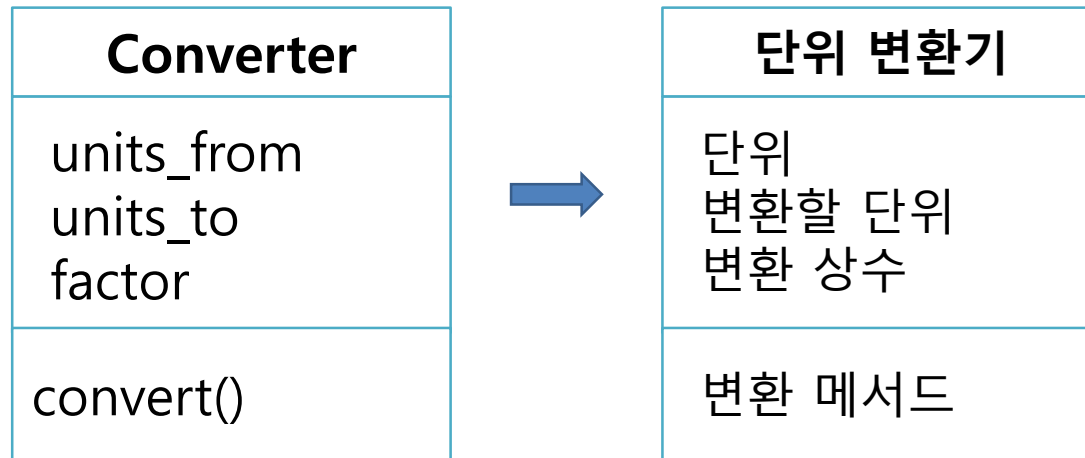 Converter
units_from
units_to
factor
convert()
단위 변환기
단위
변환할 단위
변환 상수
변환 메서드